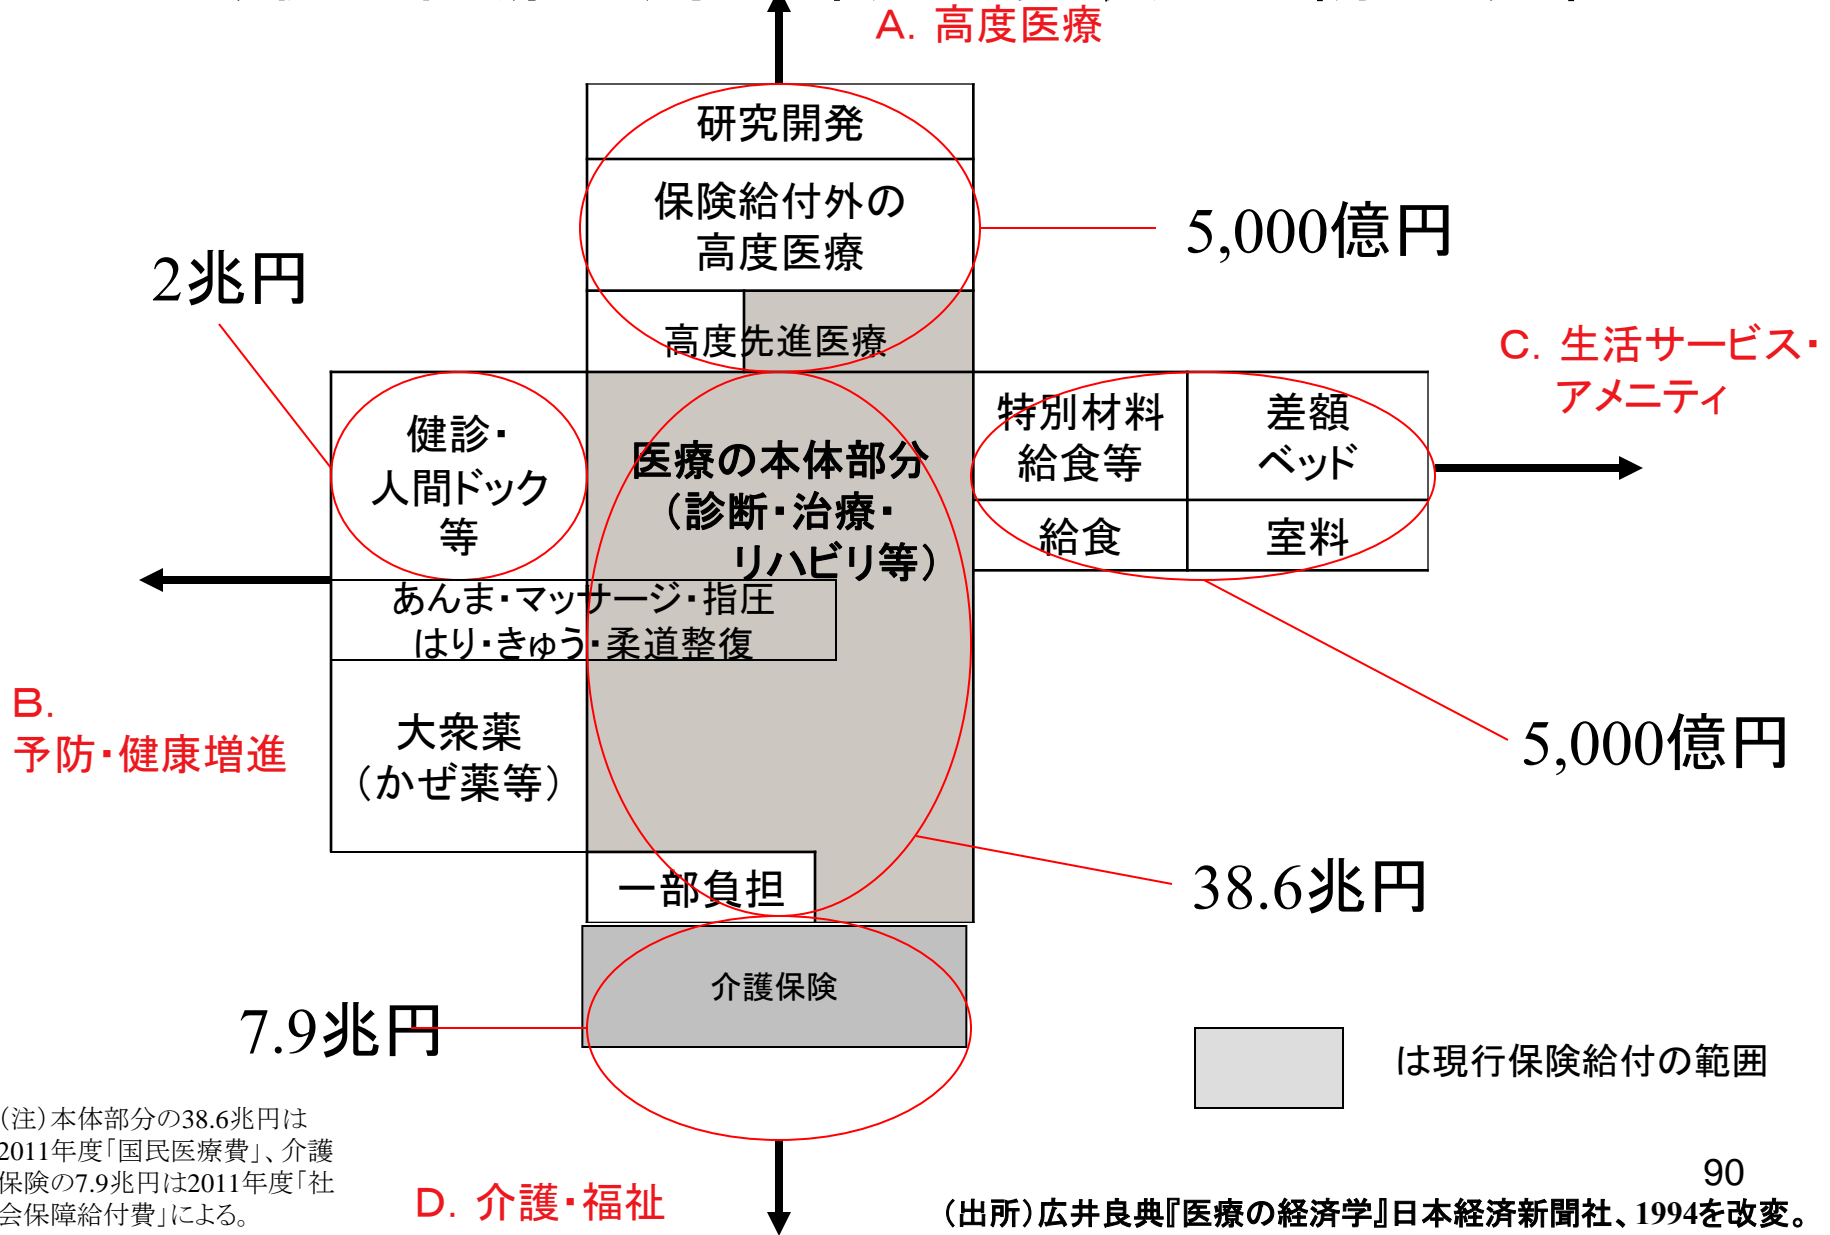 A. 高度医療
研究開発
保険給付外の
高度医療
5,000億円
2兆円
高度先進医療
C. 生活サービス・
アメニティ
健診・
人間ドック
等
医療の本体部分
（診断・治療・
リハビリ等）
特別材料
給食等
差額
ベッド
給食
室料
あんま・マッサージ・指圧
はり・きゅう・柔道整復
B.
予防・健康増進
大衆薬
（かぜ薬等）
5,000億円
一部負担
38.6兆円
介護保険
7.9兆円
は現行保険給付の範囲
（注）本体部分の38.6兆円は
2011年度「国民医療費」、介護
保険の7.9兆円は2011年度「社
会保障給付費」による。
D. 介護・福祉
90
（出所）広井良典『医療の経済学』日本経済新聞社、1994を改変。